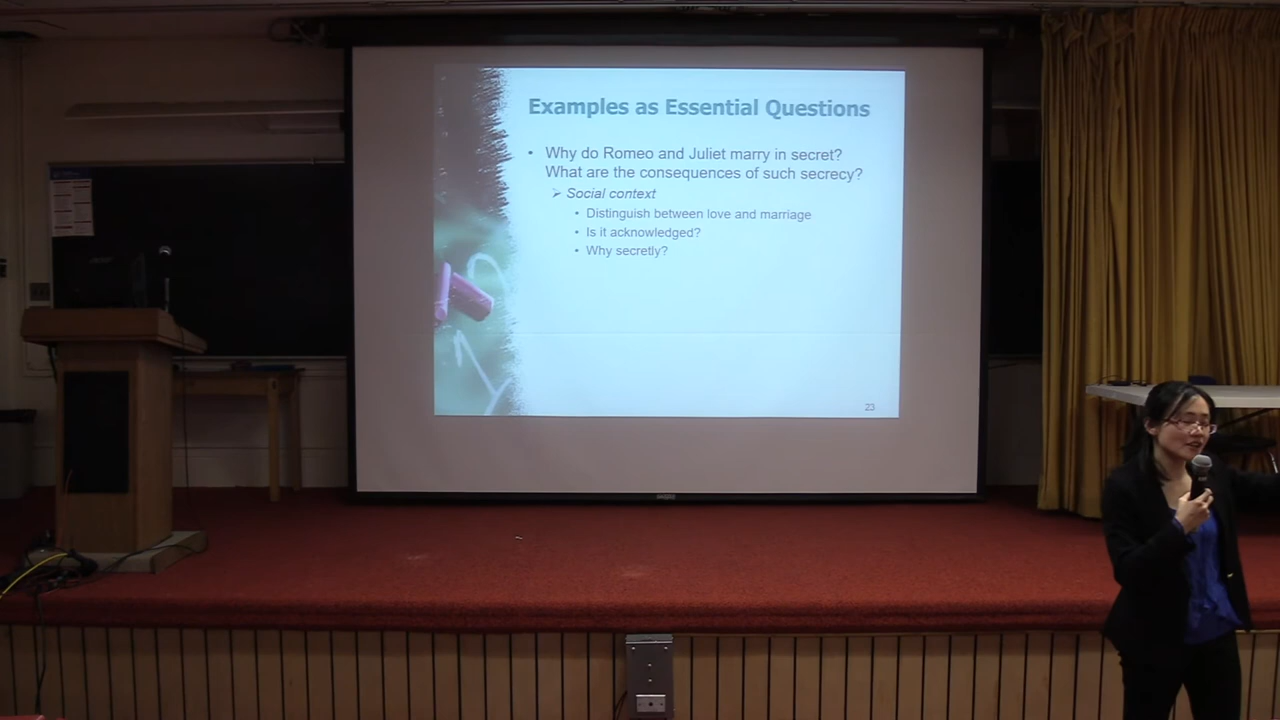 Examples as Essential Questions
• Why do Romeo and Juliet marry in secret?
What are the consequences of such secrecy?
➢ Social context
• Distinguish between love and marriage
• Is it acknowledged?
• Why secretly?
23